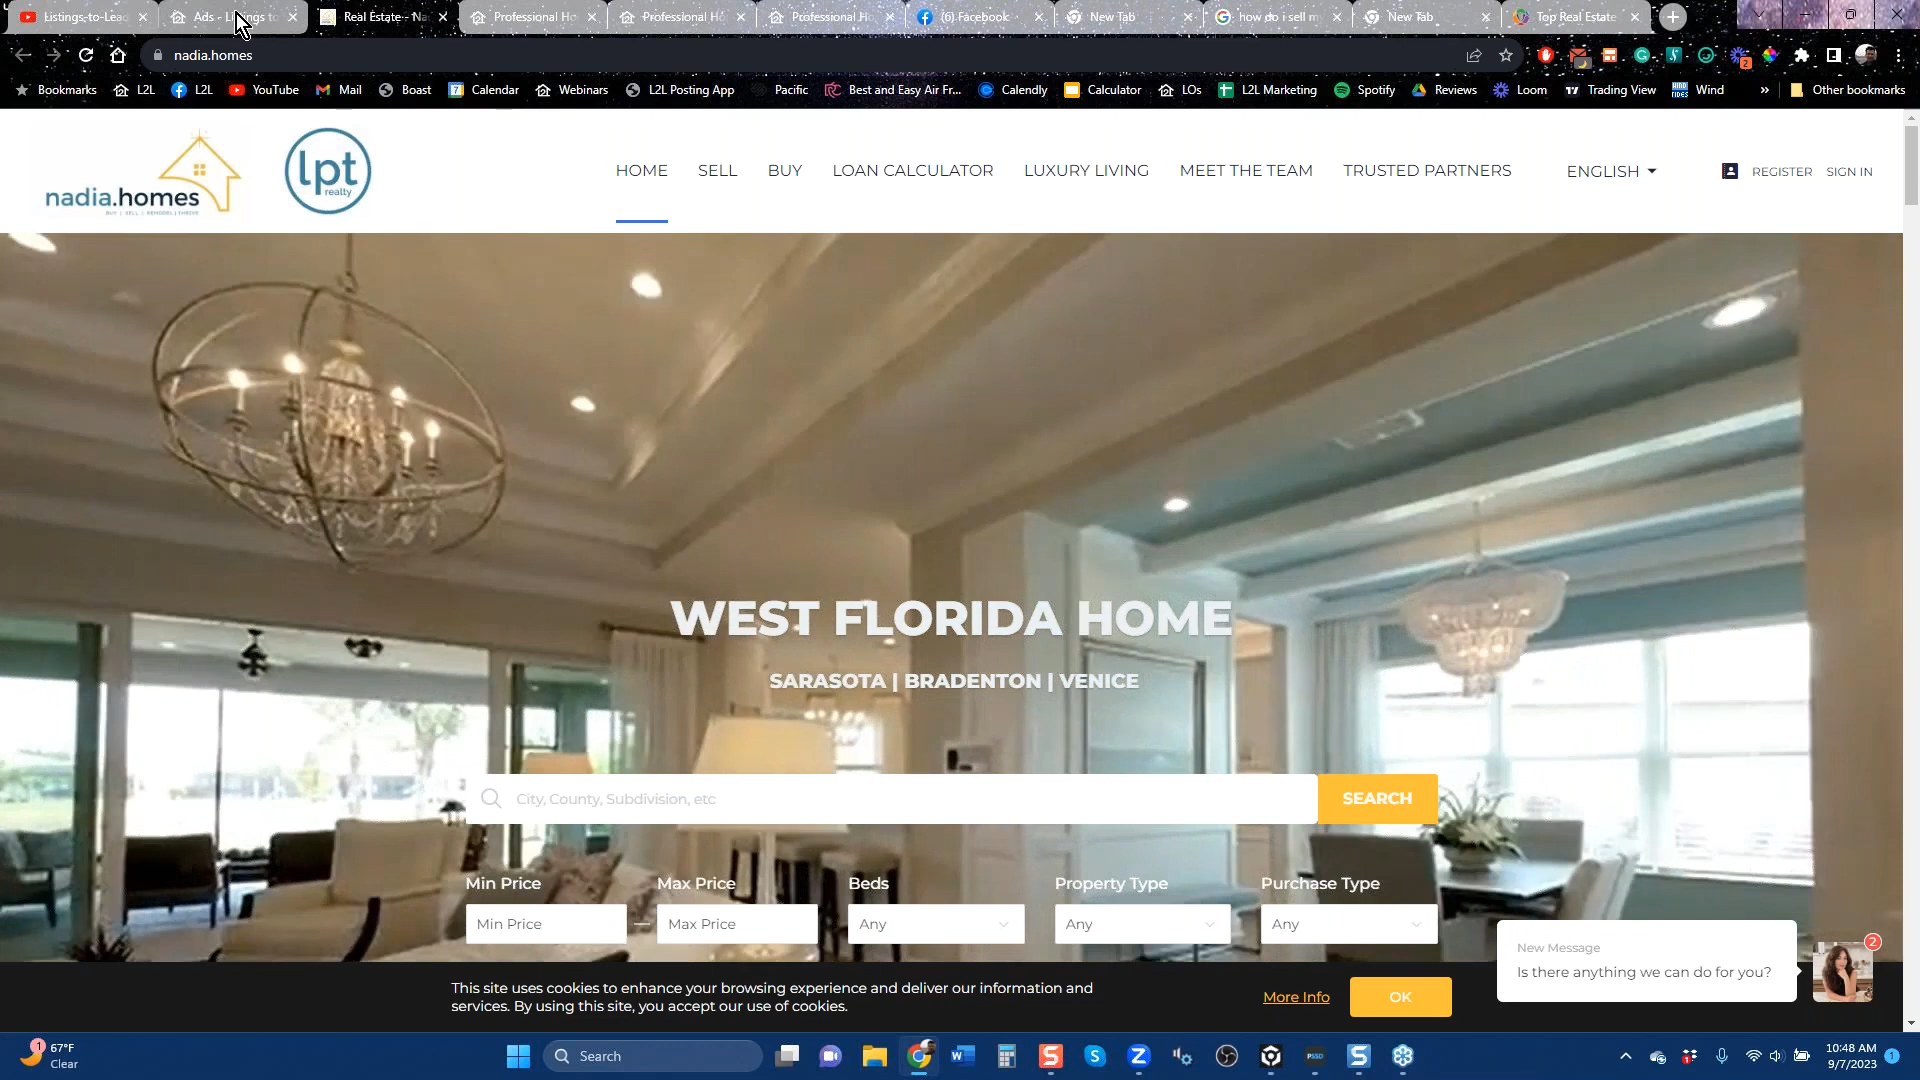 Listings-to-Lead
Ads - Listings to
Real Estate - Na
Professional Ho
Professional Ho
Professional Ho
(6) Facebook
New Tab
how do i sell m
New Tab
Top Real Estate
nadia.homes
Bookmarks
L2L
L2L
YouTube
Mail
Boast
Calendar
Webinars
L2L Posting App
Pacific
Best and Easy Air Fr...
Calendly
Calculator
LOs
L2L Marketing
Spotify
Reviews
Loom
Trading View
Wind
»
Other bookmarks
nadia.homes
BUY | SELL | REMODEL | THRIVE
lpt
realty
HOME
SELL
BUY
LOAN CALCULATOR
LUXURY LIVING
MEET THE TEAM
TRUSTED PARTNERS
ENGLISH
REGISTER
SIGN IN
WEST FLORIDA HOME
SARASOTA | BRADENTON | VENICE
City, County, Subdivision, etc
SEARCH
Min Price
Max Price
Beds
Property Type
Purchase Type
Min Price
Max Price
Any
Any
Any
New Message
Is there anything we can do for you?
2
This site uses cookies to enhance your browsing experience and deliver our information and
services. By using this site, you accept our use of cookies.
More Info
OK
1
67°F
Clear
Search
10:48 AM
9/7/2023
1